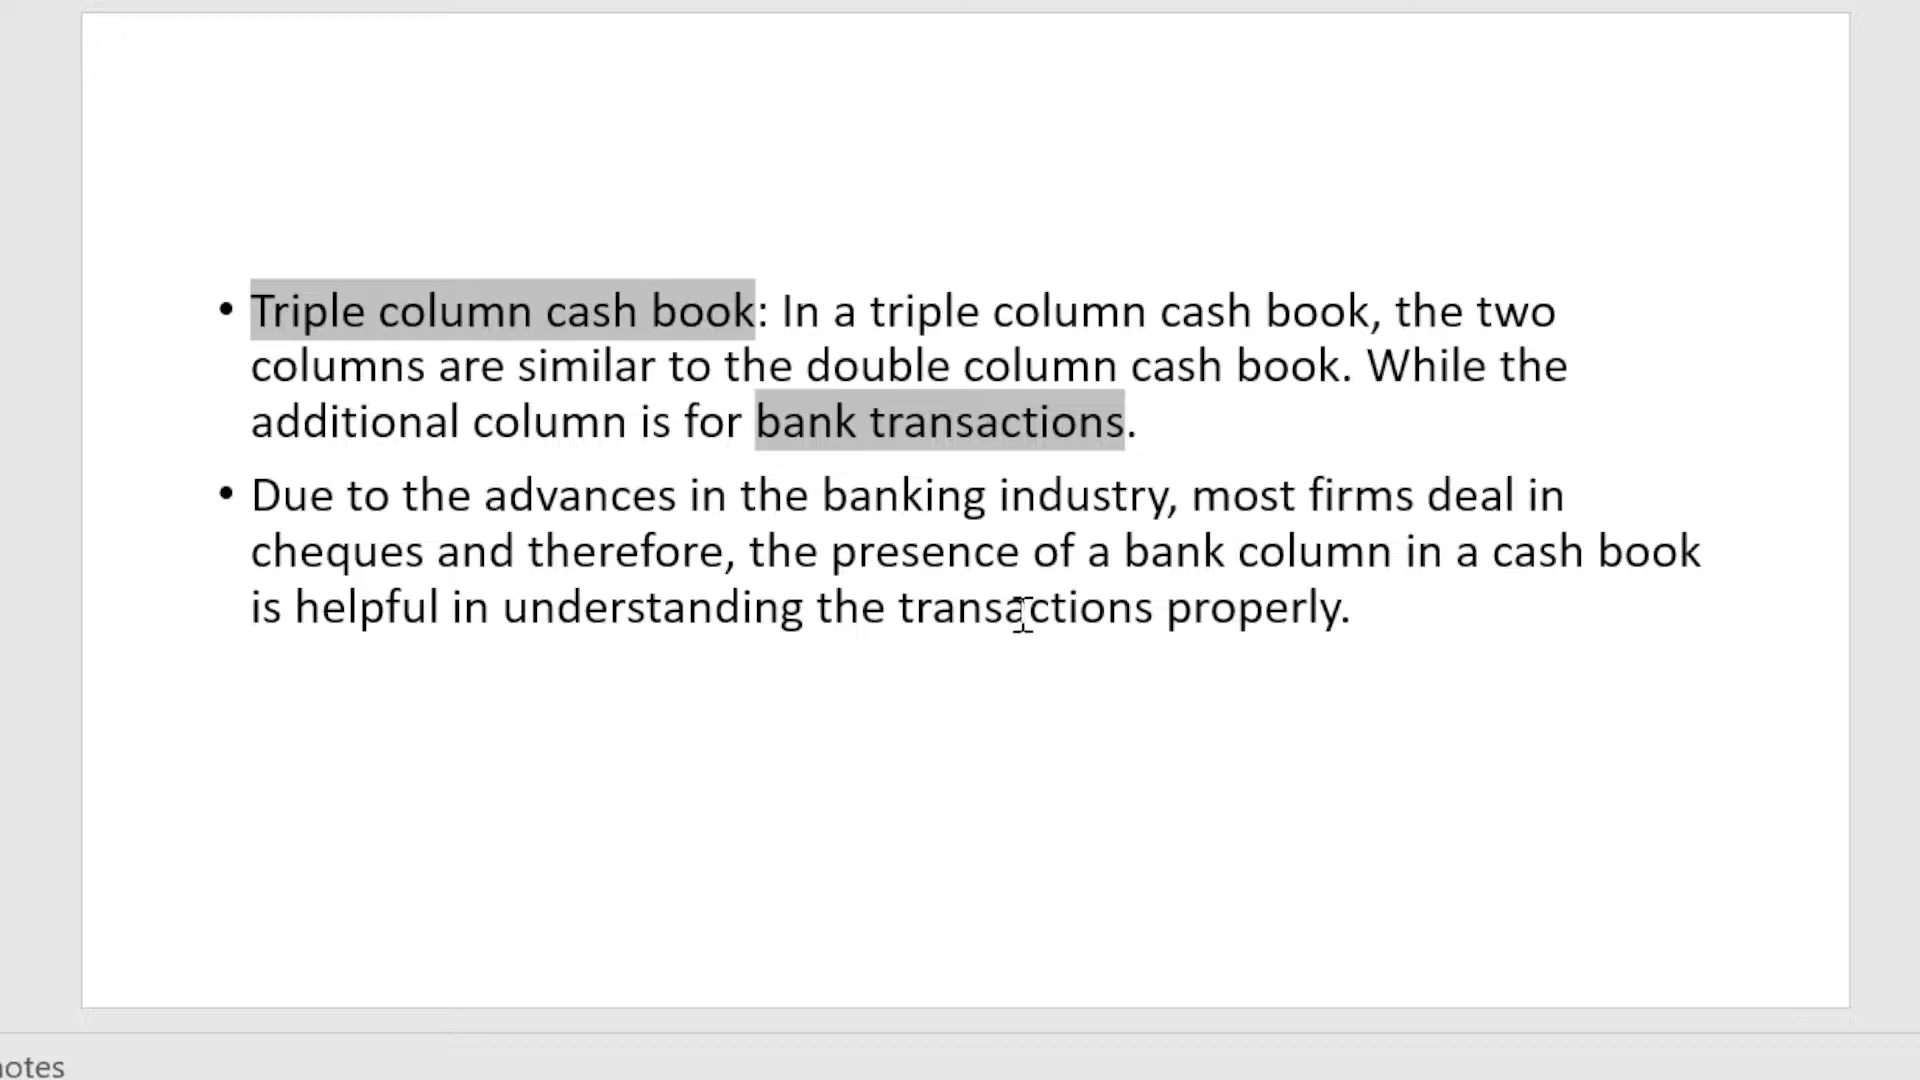 • Triple column cash book: In a triple column cash book, the two
columns are similar to the double column cash book. While the
additional column is for bank transactions.
• Due to the advances in the banking industry, most firms deal in
cheques and therefore, the presence of a bank column in a cash book
is helpful in understanding the transactions properly.
notes